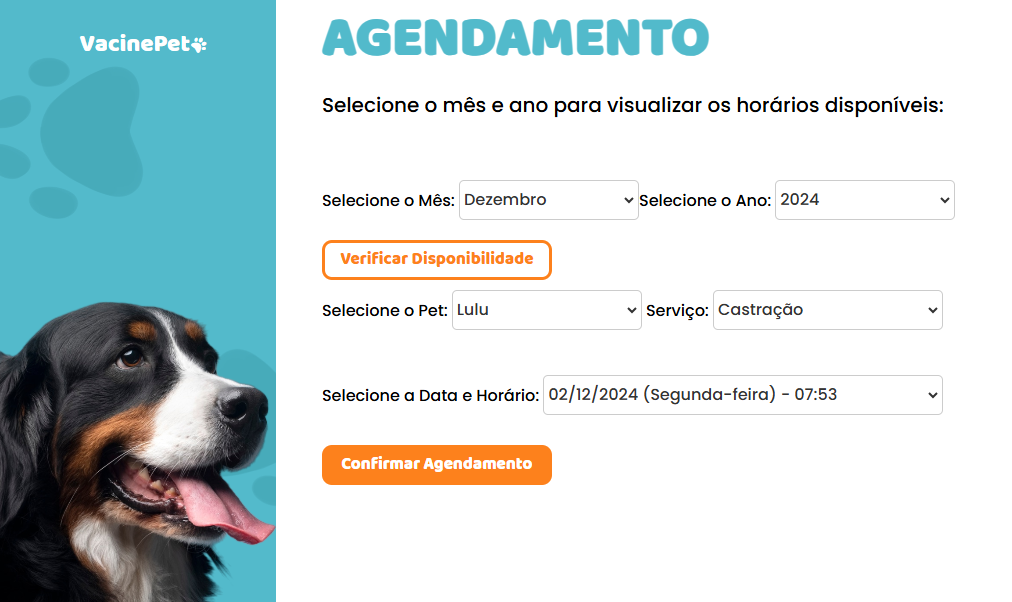 VacinePet
AGENDAMENTO
Selecione o mês e ano para visualizar os horários disponíveis:
Selecione o Mês: Dezembro Selecione o Ano: 2024
Verificar Disponibilidade
Selecione o Pet: Lulu Serviço: Castração
Selecione a Data e Horário: 02/12/2024 (Segunda-feira) - 07:53
Confirmar Agendamento